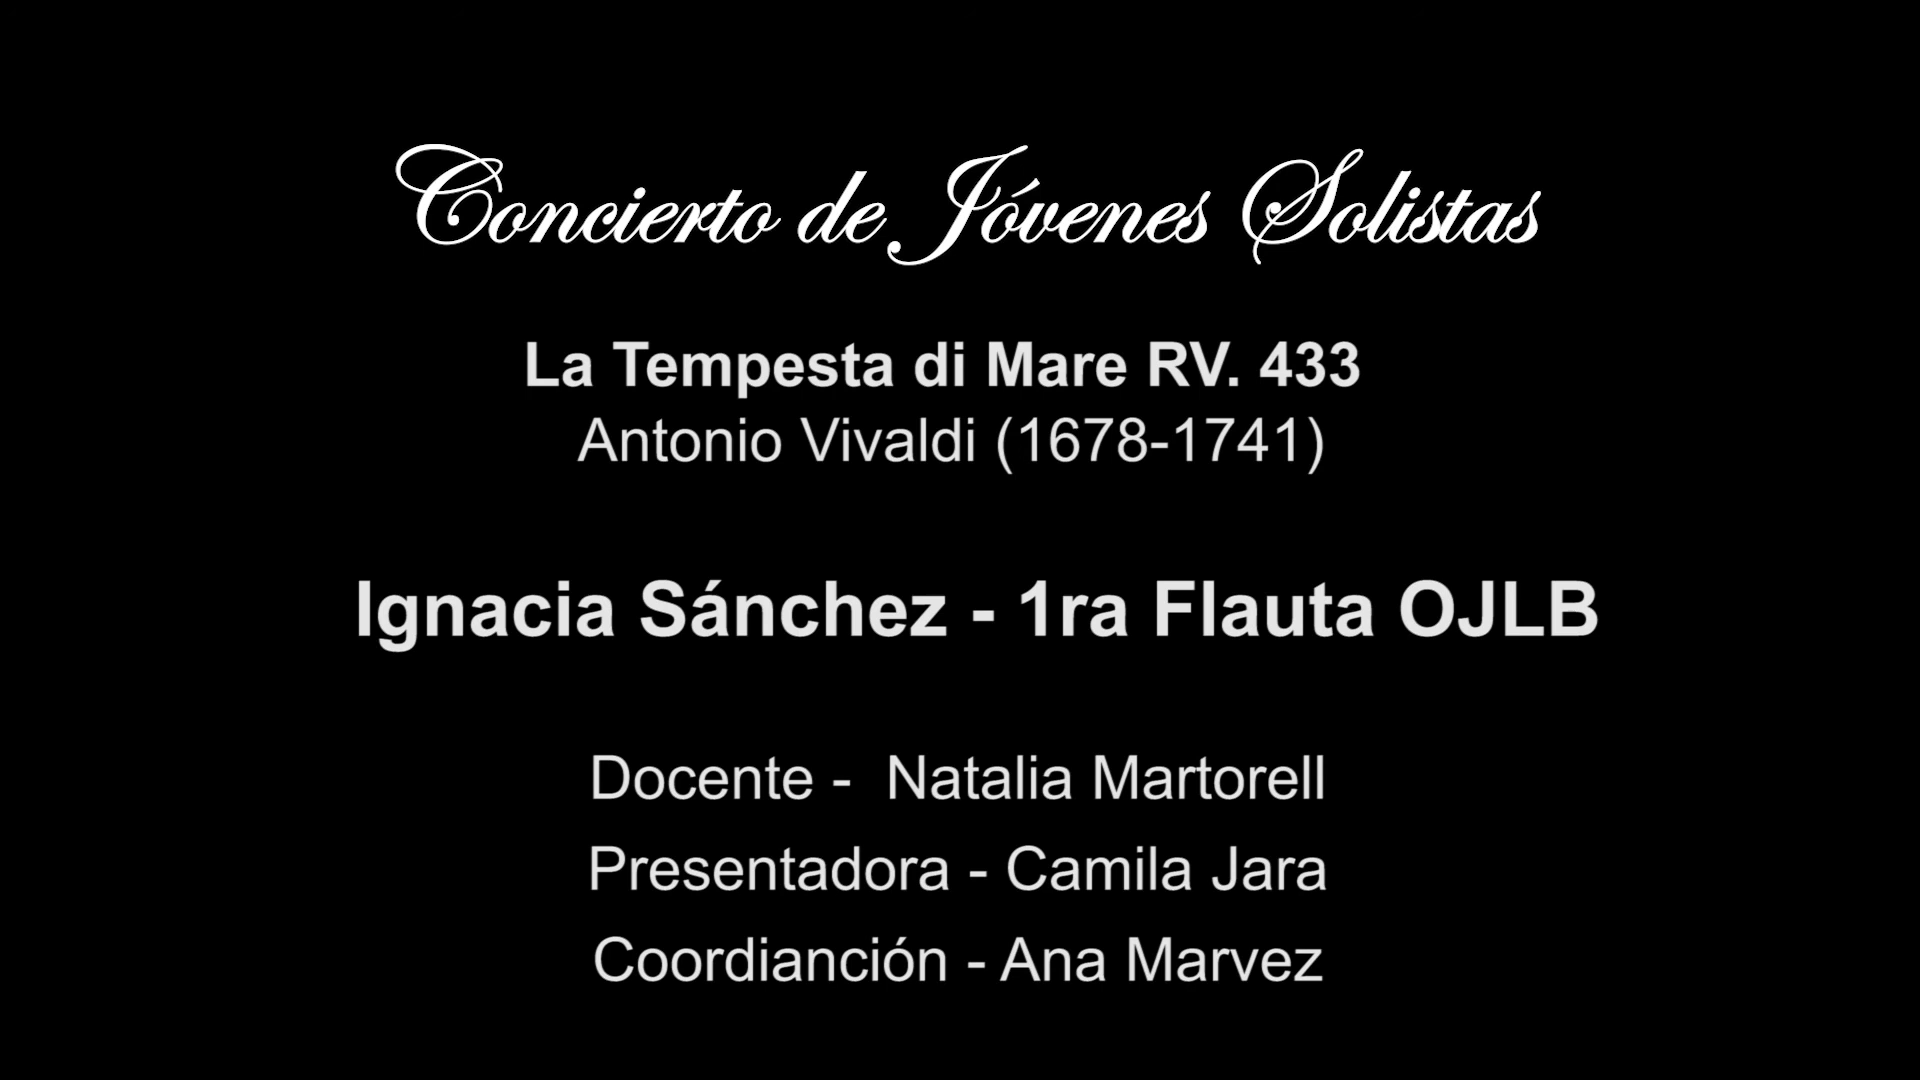 Concierto de Jóvenes Solistas
La Tempesta di Mare RV. 433
Antonio Vivaldi (1678-1741)
Ignacia Sánchez - 1ra Flauta OJLB
Docente -  Natalia Martorell
Presentadora - Camila Jara
Coordianción - Ana Marvez